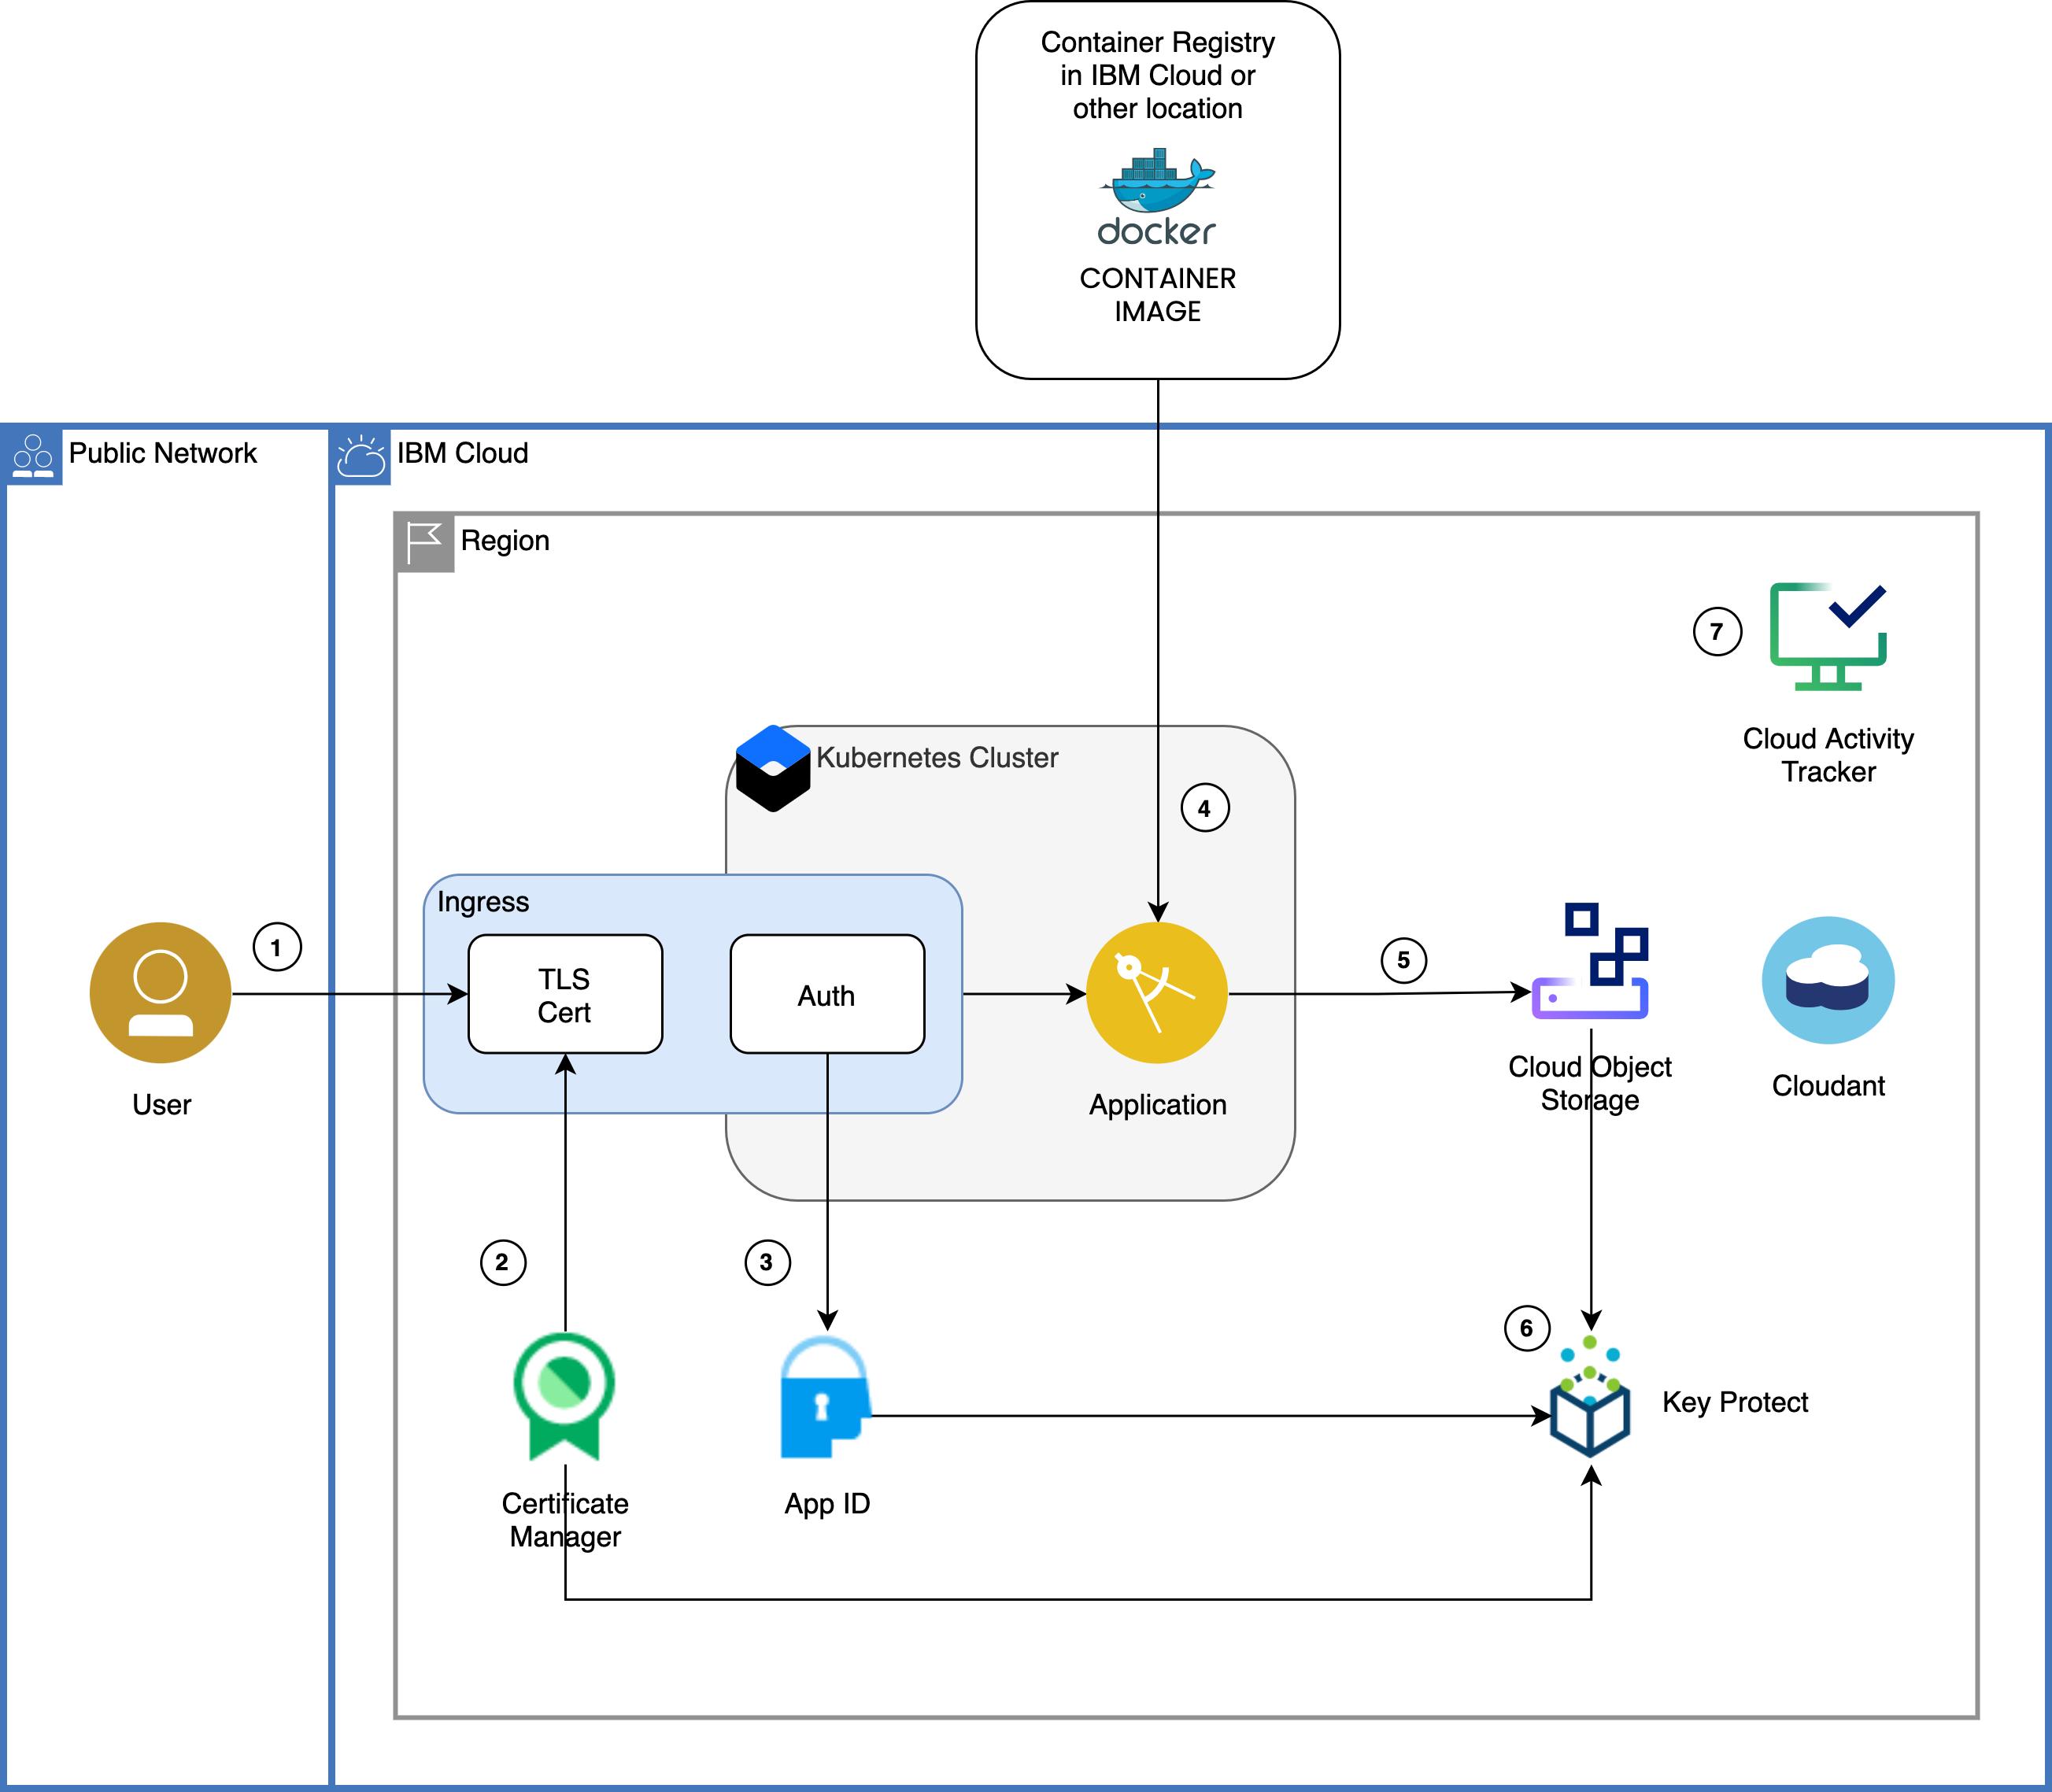 Container Registry
in IBM Cloud or
other location
docker
CONTAINER
IMAGE
Public Network
IBM Cloud
Region
7
Cloud Activity
Tracker
Kubernetes Cluster
4
Ingress
1
TLS
Cert
Auth
5
User
Application
Cloud Object
Storage
Cloudant
2
3
6
Key Protect
Certificate
Manager
App ID